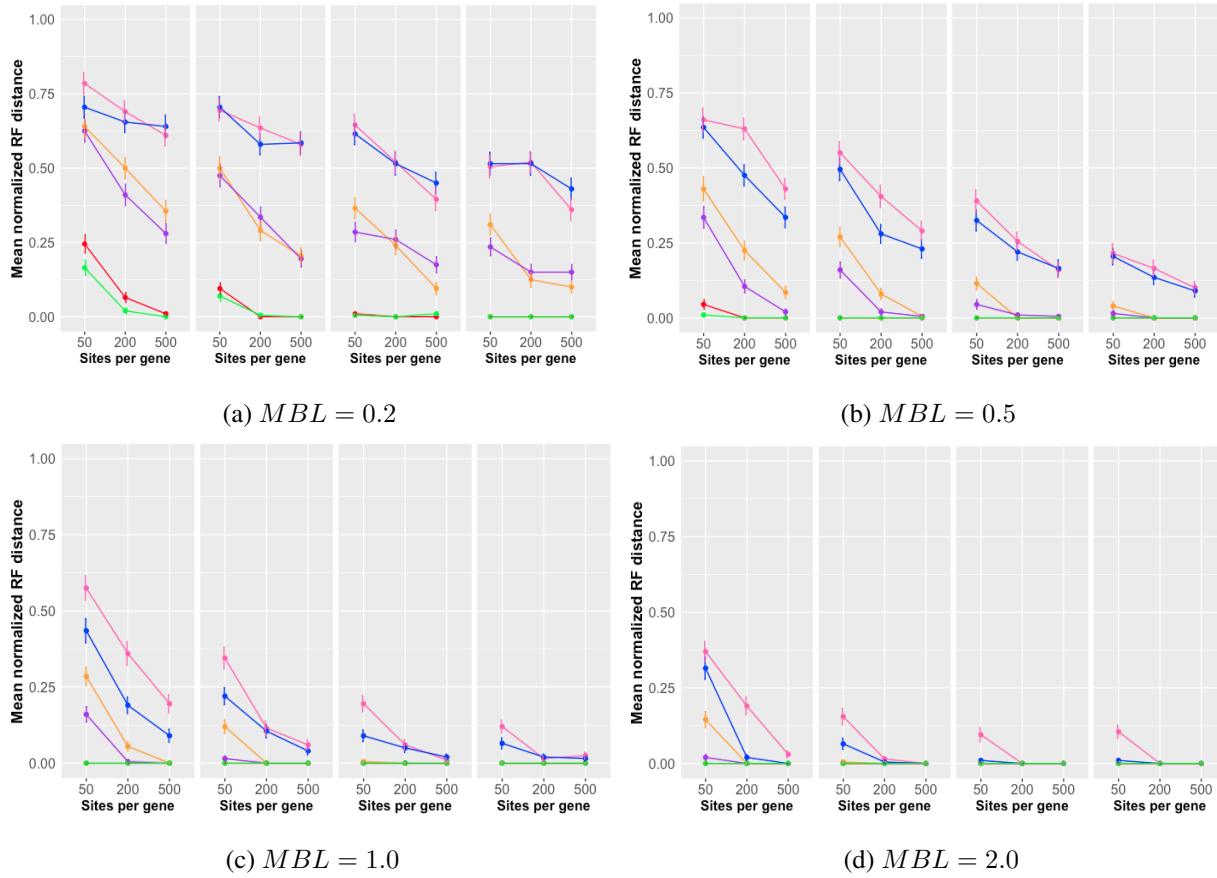 1.00
0.75
0.50
0.25
0.00
Mean normalized RF distance
50 200 500 50 200 500 50 200 500 50 200 500
Sites per gene Sites per gene Sites per gene Sites per gene
(a) MBL = 0.2
1.00
0.75
0.50
0.25
0.00
Mean normalized RF distance
50 200 500 50 200 500 50 200 500 50 200 500
Sites per gene Sites per gene Sites per gene Sites per gene
(b) MBL = 0.5
1.00
0.75
0.50
0.25
0.00
Mean normalized RF distance
50 200 500 50 200 500 50 200 500 50 200 500
Sites per gene Sites per gene Sites per gene Sites per gene
(c) MBL = 1.0
1.00
0.75
0.50
0.25
0.00
Mean normalized RF distance
50 200 500 50 200 500 50 200 500 50 200 500
Sites per gene Sites per gene Sites per gene Sites per gene
(d) MBL = 2.0